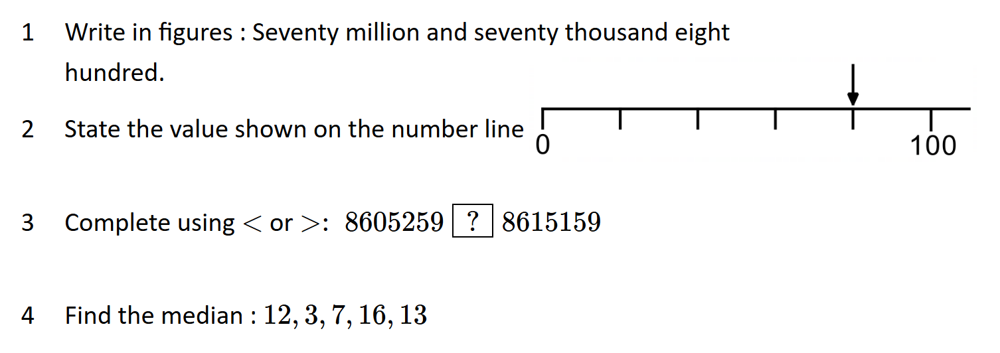 1 Write in figures : Seventy million and seventy thousand eight
hundred.
2 State the value shown on the number line
0 100
3 Complete using < or >: 8605259 ? 8615159
4 Find the median : 12, 3, 7, 16, 13